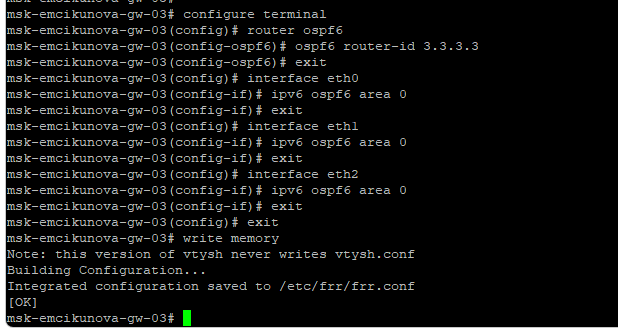 msk-emcikunova-gw-03#
msk-emcikunova-gw-03# configure terminal
msk-emcikunova-gw-03(config)# router ospf6
msk-emcikunova-gw-03(config-ospf6)# ospf6 router-id 3.3.3.3
msk-emcikunova-gw-03(config-ospf6)# exit
msk-emcikunova-gw-03(config)# interface eth0
msk-emcikunova-gw-03(config-if)# ipv6 ospf6 area 0
msk-emcikunova-gw-03(config-if)# exit
msk-emcikunova-gw-03(config)# interface eth1
msk-emcikunova-gw-03(config-if)# ipv6 ospf6 area 0
msk-emcikunova-gw-03(config-if)# exit
msk-emcikunova-gw-03(config)# interface eth2
msk-emcikunova-gw-03(config-if)# ipv6 ospf6 area 0
msk-emcikunova-gw-03(config-if)# exit
msk-emcikunova-gw-03(config)# exit
msk-emcikunova-gw-03# write memory
Note: this version of vtysh never writes vtysh.conf
Building Configuration...
Integrated configuration saved to /etc/frr/frr.conf
[OK]
msk-emcikunova-gw-03#